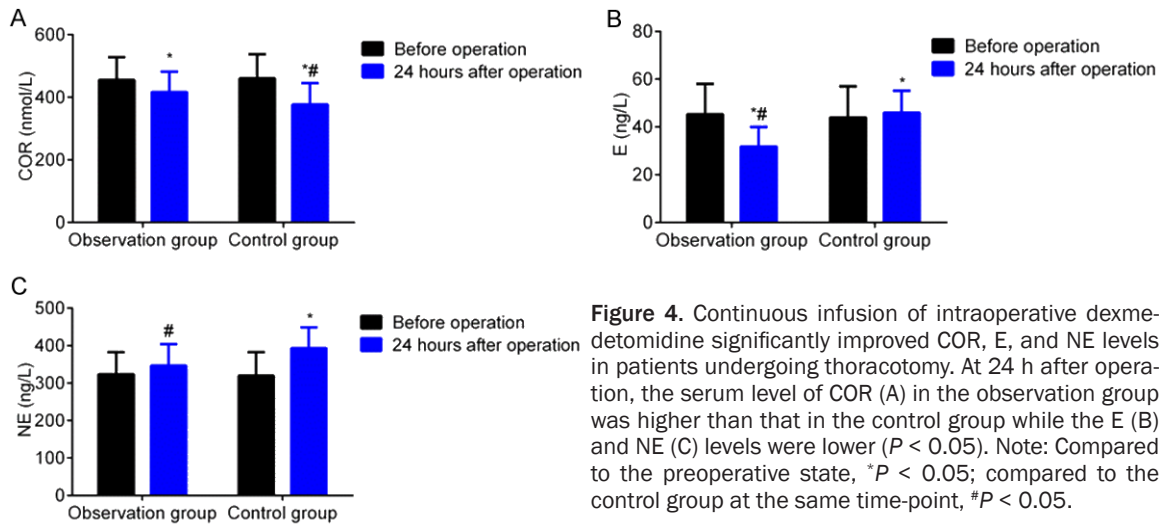 A
600
400
200
0
COR (nmol/L)
*
*#
Observation group
Control group
Before operation
24 hours after operation
B
80
60
40
20
0
E (ng/L)
*#
*
Observation group
Control group
Before operation
24 hours after operation
C
500
400
300
200
100
0
NE (ng/L)
#
*
Observation group
Control group
Before operation
24 hours after operation
Figure 4. Continuous infusion of intraoperative dexme-
detomidine significantly improved COR, E, and NE levels
in patients undergoing thoracotomy. At 24 h after opera-
tion, the serum level of COR (A) in the observation group
was higher than that in the control group while the E (B)
and NE (C) levels were lower (P < 0.05). Note: Compared
to the preoperative state, *P < 0.05; compared to the
control group at the same time-point, #P < 0.05.